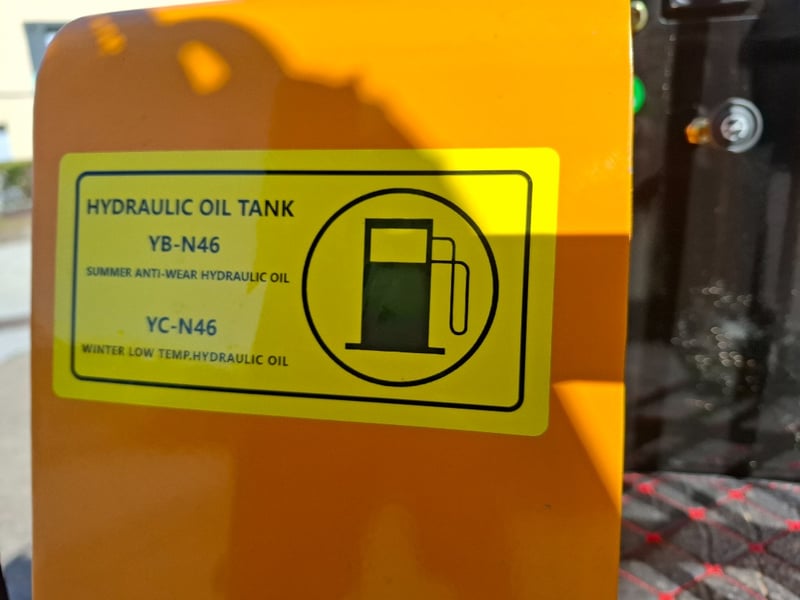 HYDRAULIC OIL TANK
YB-N46
SUMMER ANTI-WEAR HYDRAULIC OIL
YC-N46
WINTER LOW TEMP.HYDRAULIC OIL